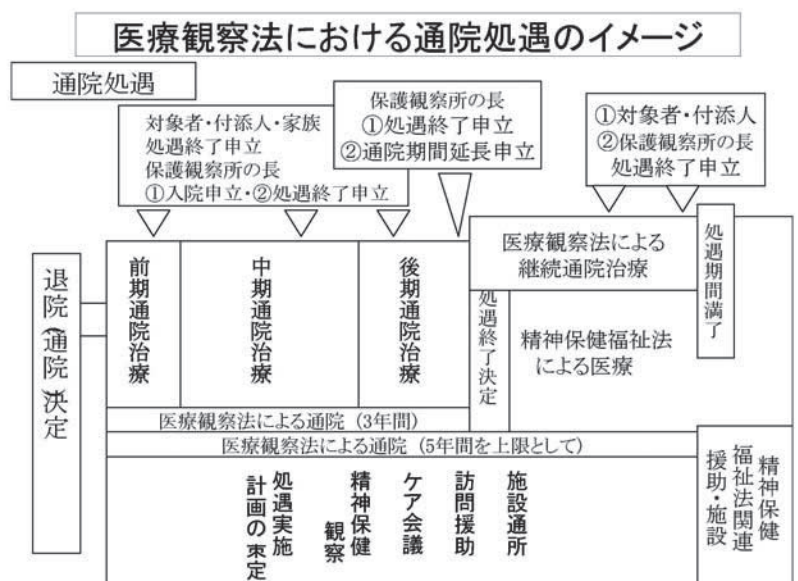 医療観察法における通院処遇のイメージ
通院処遇
対象者・付添人・家族
処遇終了申立
保護観察所の長
①入院申立・②処遇終了申立
保護観察所の長
①処遇終了申立
②通院期間延長申立
①対象者・付添人
②保護観察所の長
処遇終了申立
退院(通院)決定
前期通院治療
中期通院治療
後期通院治療
医療観察法による
継続通院治療
処遇期間満了
処遇終了決定
精神保健福祉法
による医療
医療観察法による通院 (3年間)
医療観察法による通院 (5年間を上限として)
処遇実施
計画の策定
精神保健
観察
ケア会議
訪問援助
施設通所
精神保健
福祉法関連
援助・施設